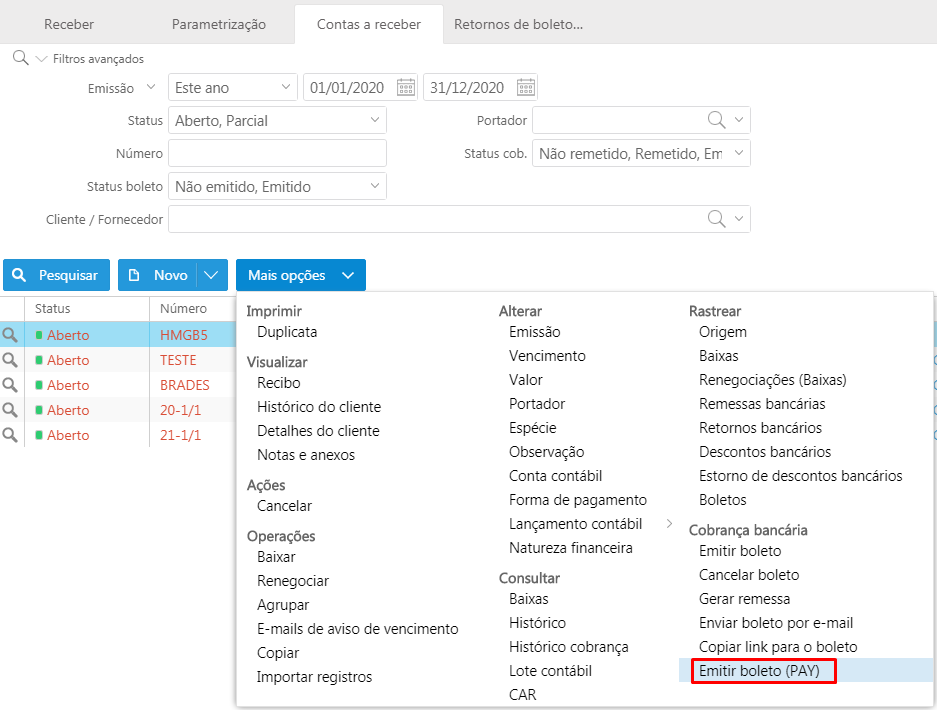 Receber Parametrização Contas a receber Retornos de boleto...
Filtros avançados
Emissão Este ano 01/01/2020 31/12/2020
Status Aberto, Parcial Portador
Número Status cob. Não remetido, Remetido, Em
Status boleto Não emitido, Emitido
Cliente / Fornecedor
Pesquisar Novo Mais opções
Status Número
Aberto HMGB5
Aberto TESTE
Aberto BRADES
Aberto 20-1/1
Aberto 21-1/1
Imprimir
Duplicata
Visualizar
Recibo
Histórico do cliente
Detalhes do cliente
Notas e anexos
Ações
Cancelar
Operações
Baixar
Renegociar
Agrupar
E-mails de aviso de vencimento
Copiar
Importar registros
Alterar
Emissão
Vencimento
Valor
Portador
Espécie
Observação
Conta contábil
Forma de pagamento
Lançamento contábil
Natureza financeira
Consultar
Baixas
Histórico
Histórico cobrança
Lote contábil
CAR
Rastrear
Origem
Baixas
Renegociações (Baixas)
Remessas bancárias
Retornos bancários
Descontos bancários
Estorno de descontos bancários
Boletos
Cobrança bancária
Emitir boleto
Cancelar boleto
Gerar remessa
Enviar boleto por e-mail
Copiar link para o boleto
Emitir boleto (PAY)